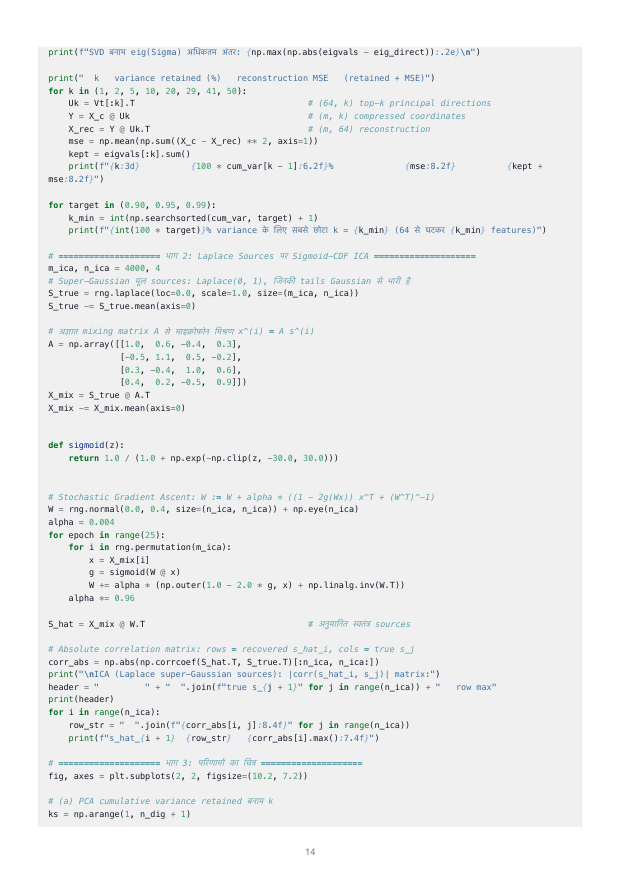 print(f"SVD बनाम eig(Sigma) अधिकतम अंतर: {np.max(np.abs(eigvals - eig_direct)):.2e}\n")
print("  k   variance retained (%)   reconstruction MSE   (retained + MSE)")
for k in (1, 2, 5, 10, 20, 29, 41, 50):
    Uk = Vt[:k].T                                  # (64, k) top-k principal directions
    Y = X_c @ Uk                                   # (m, k) compressed coordinates
    X_rec = Y @ Uk.T                               # (m, 64) reconstruction
    mse = np.mean(np.sum((X_c - X_rec) ** 2, axis=1))
    kept = eigvals[:k].sum()
    print(f"{k:3d}          {100 * cum_var[k - 1]:6.2f}%              {mse:8.2f}          {kept +
mse:8.2f}")
for target in (0.90, 0.95, 0.99):
    k_min = int(np.searchsorted(cum_var, target) + 1)
    print(f"{int(100 * target)}% variance के लिए सबसे छोटा k = {k_min} (64 से घटकर {k_min} features)")
# ==================== भाग 2: Laplace Sources पर Sigmoid-CDF ICA ====================
m_ica, n_ica = 4000, 4
# Super-Gaussian मूल sources: Laplace(0, 1), जिनकी tails Gaussian से भारी हैं
S_true = rng.laplace(loc=0.0, scale=1.0, size=(m_ica, n_ica))
S_true -= S_true.mean(axis=0)
# अज्ञात mixing matrix A से माइक्रोफोन मिश्रण x^(i) = A s^(i)
A = np.array([[1.0,  0.6, -0.4,  0.3],
              [-0.5, 1.1,  0.5, -0.2],
              [0.3, -0.4,  1.0,  0.6],
              [0.4,  0.2, -0.5,  0.9]])
X_mix = S_true @ A.T
X_mix -= X_mix.mean(axis=0)
def sigmoid(z):
    return 1.0 / (1.0 + np.exp(-np.clip(z, -30.0, 30.0)))
# Stochastic Gradient Ascent: W := W + alpha * ((1 - 2g(Wx)) x^T + (W^T)^-1)
W = rng.normal(0.0, 0.4, size=(n_ica, n_ica)) + np.eye(n_ica)
alpha = 0.004
for epoch in range(25):
    for i in rng.permutation(m_ica):
        x = X_mix[i]
        g = sigmoid(W @ x)
        W += alpha * (np.outer(1.0 - 2.0 * g, x) + np.linalg.inv(W.T))
    alpha *= 0.96
S_hat = X_mix @ W.T                                # अनुमानित स्वतंत्र sources
# Absolute correlation matrix: rows = recovered s_hat_i, cols = true s_j
corr_abs = np.abs(np.corrcoef(S_hat.T, S_true.T)[:n_ica, n_ica:])
print("\nICA (Laplace super-Gaussian sources): |corr(s_hat_i, s_j)| matrix:")
header = "         " + "  ".join(f"true s_{j + 1}" for j in range(n_ica)) + "   row max"
print(header)
for i in range(n_ica):
    row_str = "  ".join(f"{corr_abs[i, j]:8.4f}" for j in range(n_ica))
    print(f"s_hat_{i + 1}  {row_str}   {corr_abs[i].max():7.4f}")
# ==================== भाग 3: परिणामों का चित्र ====================
fig, axes = plt.subplots(2, 2, figsize=(10.2, 7.2))
# (a) PCA cumulative variance retained बनाम k
ks = np.arange(1, n_dig + 1)
14